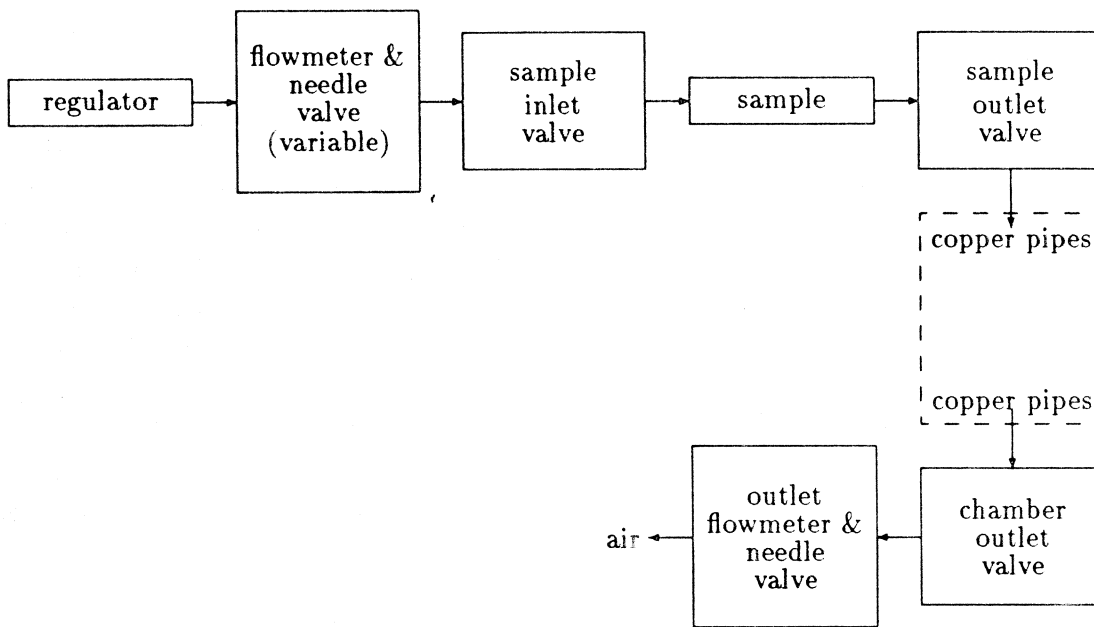 regulator
flowmeter &
needle
valve
(variable)
sample
inlet
valve
sample
sample
outlet
valve
copper pipes
copper pipes
chamber
outlet
valve
outlet
flowmeter &
needle
valve
air